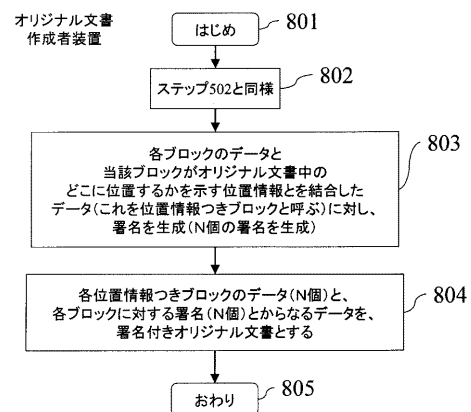 オリジナル文書
作成者装置
はじめ
801
ステップ502と同様
802
各ブロックのデータと
当該ブロックがオリジナル文書中の
どこに位置するかを示す位置情報とを結合した
データ(これを位置情報つきブロックと呼ぶ)に対し、
署名を生成(N個の署名を生成)
803
各位置情報つきブロックのデータ(N個)と、
各ブロックに対する署名(N個)とからなるデータを、
署名付きオリジナル文書とする
804
おわり
805